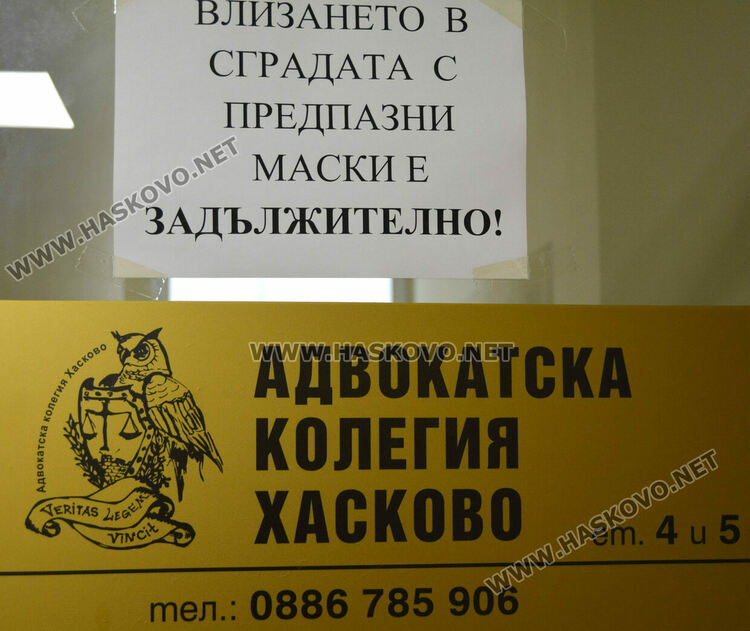 ВЛИЗАНЕТО В
СГРАДАТА С
ПРЕДПАЗНИ
МАСКИ Е
ЗАДЪЛЖИТЕЛНО!
WWW.HASKOVO.NET
WWW.HASKOVO.NET
Адвокатска колегия Хасково
VERITAS LEGEM
VINCIT
АДВОКАТСКА
КОЛЕГИЯ
ХАСКОВО
ет. 4 и 5
WWW.HASKOVO.NET
тел.: 0886 785 906